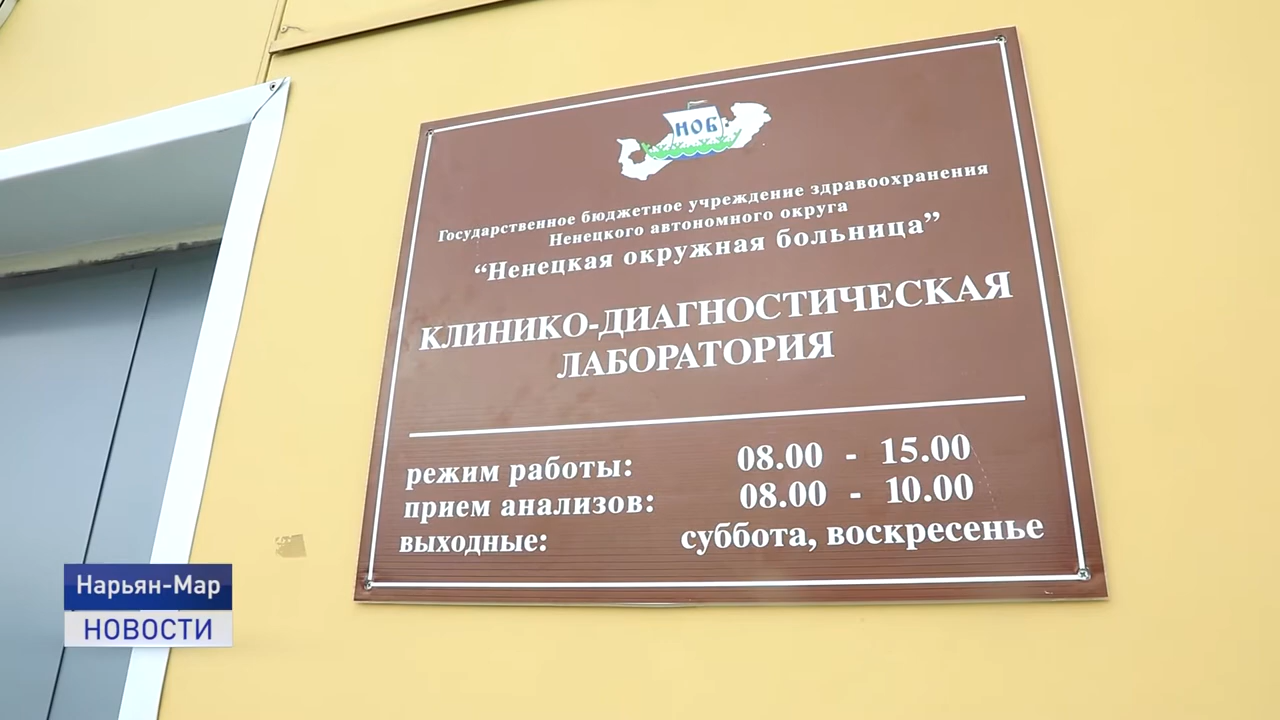 НОБ
Государственное бюджетное учреждение здравоохранения
Ненецкого автономного округа
“Ненецкая окружная больница”
КЛИНИКО-ДИАГНОСТИЧЕСКАЯ
ЛАБОРАТОРИЯ
режим работы: 08.00 - 15.00
прием анализов: 08.00 - 10.00
выходные: суббота, воскресенье
Нарьян-Мар
НОВОСТИ